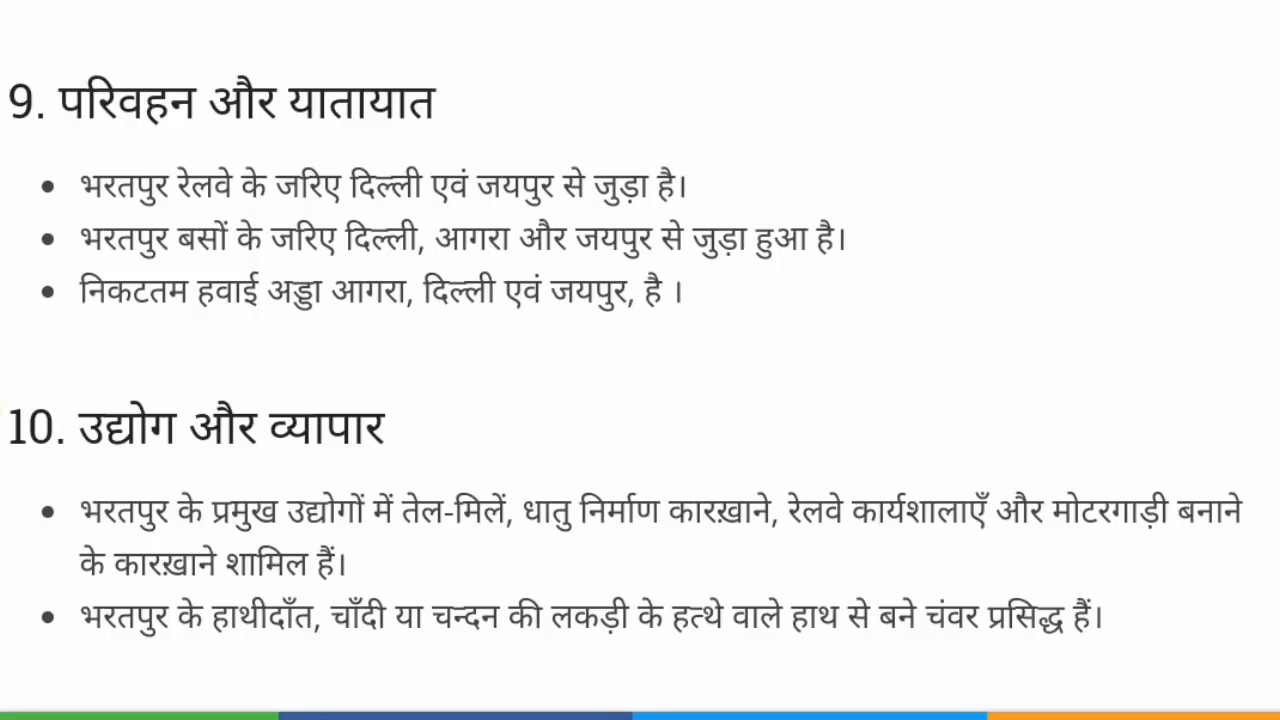 9. परिवहन और यातायात
• भरतपुर रेलवे के जरिए दिल्ली एवं जयपुर से जुड़ा है।
• भरतपुर बसों के जरिए दिल्ली, आगरा और जयपुर से जुड़ा हुआ है।
• निकटतम हवाई अड्डा आगरा, दिल्ली एवं जयपुर, है ।
10. उद्योग और व्यापार
• भरतपुर के प्रमुख उद्योगों में तेल-मिलें, धातु निर्माण कारख़ाने, रेलवे कार्यशालाएँ और मोटरगाड़ी बनाने
के कारख़ाने शामिल हैं।
• भरतपुर के हाथीदाँत, चाँदी या चन्दन की लकड़ी के हत्थे वाले हाथ से बने चंवर प्रसिद्ध हैं।